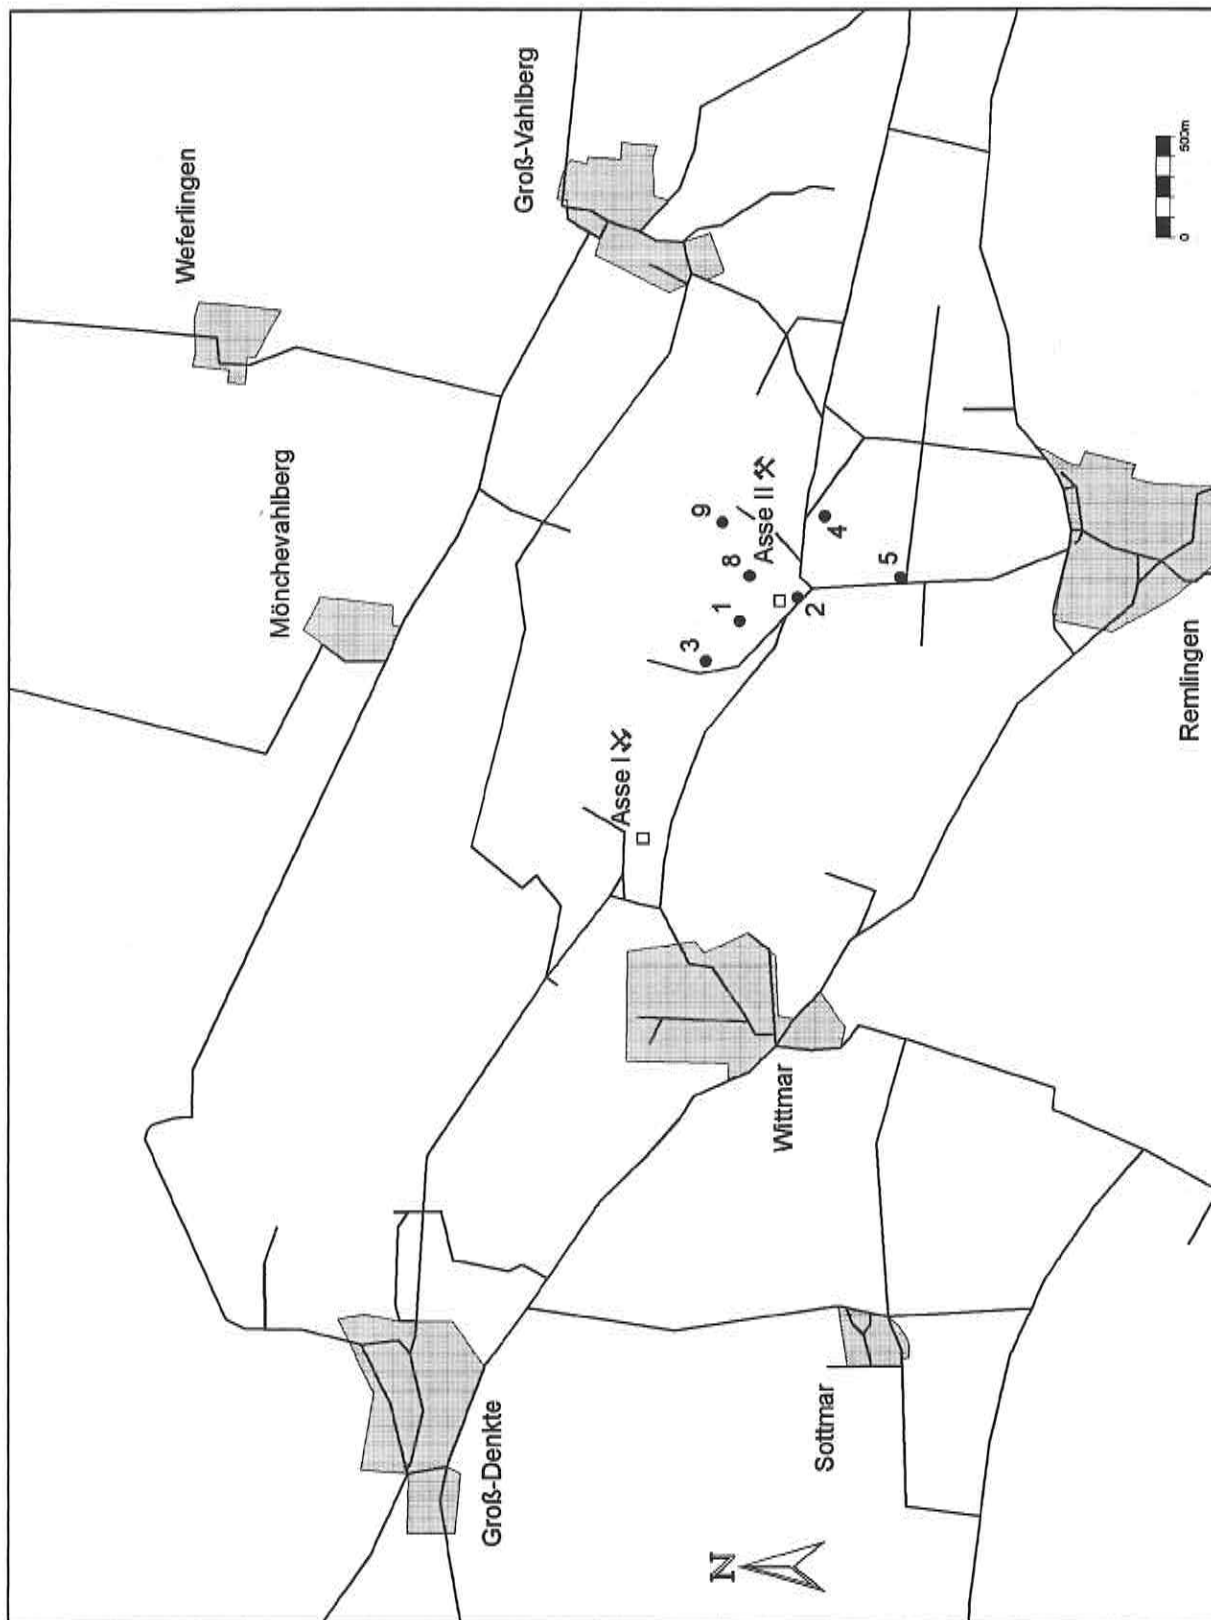 Weferlingen
Groß-Vahlberg
Mönchevahlberg
Asse I
Asse II
9
8
1
3
2
4
5
Groß-Denkte
Wittmar
Sottmar
Remlingen
N
0
500m